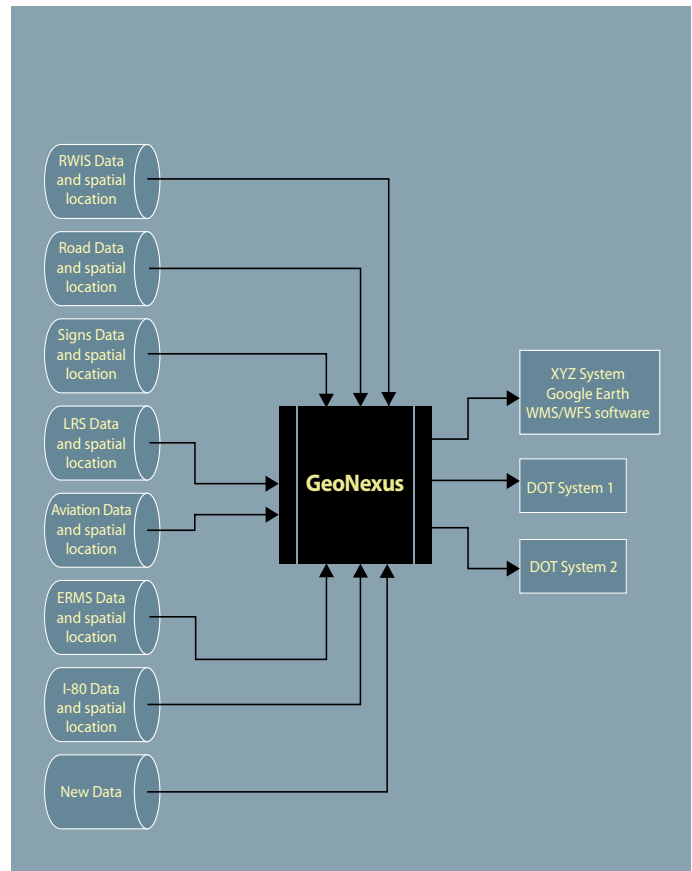 RWIS Data
and spatial
location
Road Data
and spatial
location
Signs Data
and spatial
location
LRS Data
and spatial
location
Aviation Data
and spatial
location
ERMS Data
and spatial
location
I-80 Data
and spatial
location
New Data
GeoNexus
XYZ System
Google Earth
WMS/WFS software
DOT System 1
DOT System 2